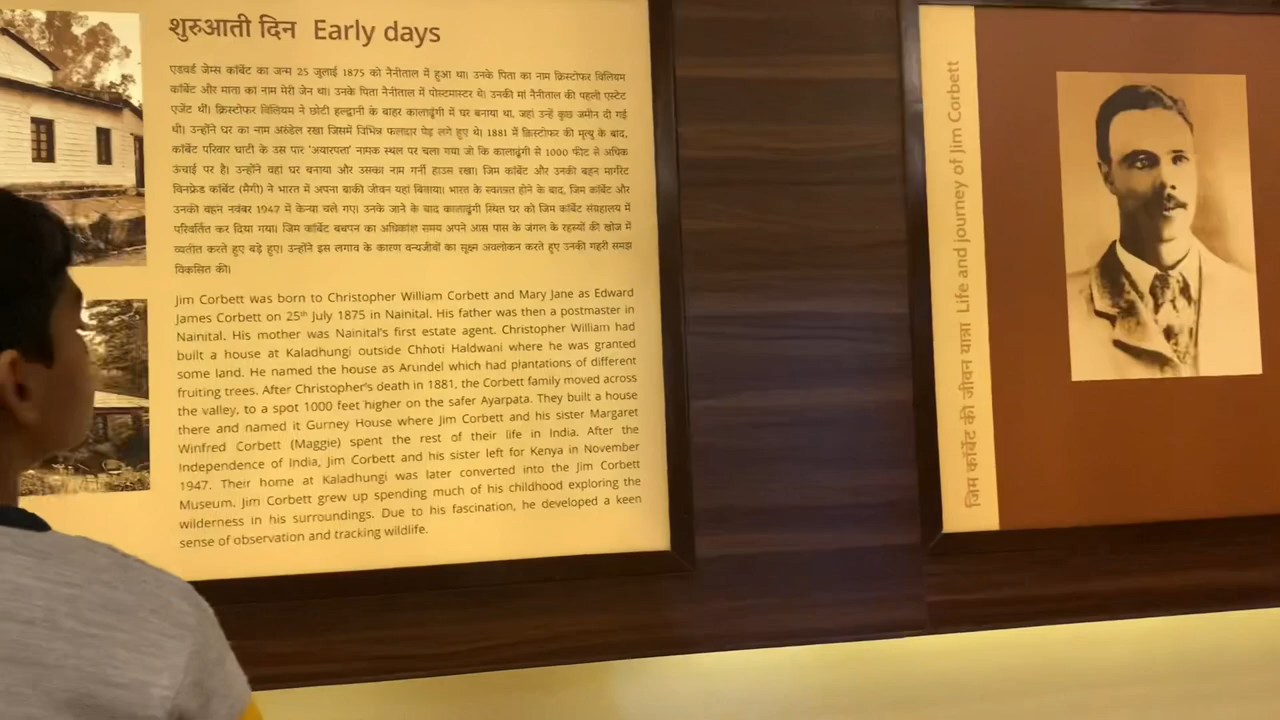 शुरुआती दिन Early days
एडवर्ड जेम्स कॉर्बेट का जन्म 25 जुलाई 1875 को नैनीताल में हुआ था। उनके पिता का नाम क्रिस्टोफर विलियम
कॉर्बेट और माता का नाम मेरी जेन था। उनके पिता नैनीताल में पोस्टमास्टर थे। उनकी मां नैनीताल की पहली एस्टेट
एजेंट थीं। क्रिस्टोफर विलियम ने छोटी हल्द्वानी के बाहर कालाढूंगी में घर बनाया था, जहां उन्हें कुछ जमीन दी गई
थी। उन्होंने घर का नाम अरुंडेल रखा जिसमें विभिन्न फलदार पेड़ लगे हुए थे। 1881 में क्रिस्टोफर की मृत्यु के बाद,
कॉर्बेट परिवार घाटी के उस पार 'अयारपता' नामक स्थल पर चला गया जो कि कालाढूंगी से 1000 फीट से अधिक
ऊंचाई पर है। उन्होंने वहां घर बनाया और उसका नाम गर्नी हाउस रखा। जिम कॉर्बेट और उनकी बहन मार्गरेट
विनफ्रेड कॉर्बेट (मैगी) ने भारत में अपना बाकी जीवन यहां बिताया। भारत के स्वतंत्र होने के बाद, जिम कॉर्बेट और
उनकी बहन नवंबर 1947 में केन्या चले गए। उनके जाने के बाद कालाढूंगी स्थित घर को जिम कॉर्बेट संग्रहालय में
परिवर्तित कर दिया गया। जिम कॉर्बेट बचपन का अधिकांश समय अपने आस पास के जंगल के रहस्यों की खोज में
व्यतीत करते हुए बड़े हुए। उन्होंने इस लगाव के कारण वन्यजीवों का सूक्ष्म अवलोकन करते हुए उनकी गहरी समझ
विकसित की।
Jim Corbett was born to Christopher William Corbett and Mary Jane as Edward
James Corbett on 25th July 1875 in Nainital. His father was then a postmaster in
Nainital. His mother was Nainital's first estate agent. Christopher William had
built a house at Kaladhungi outside Chhoti Haldwani where he was granted
some land. He named the house as Arundel which had plantations of different
fruiting trees. After Christopher's death in 1881, the Corbett family moved across
the valley, to a spot 1000 feet higher on the safer Ayarpata. They built a house
there and named it Gurney House where Jim Corbett and his sister Margaret
Winfred Corbett (Maggie) spent the rest of their life in India. After the
Independence of India, Jim Corbett and his sister left for Kenya in November
1947. Their home at Kaladhungi was later converted into the Jim Corbett
Museum. Jim Corbett grew up spending much of his childhood exploring the
wilderness in his surroundings. Due to his fascination, he developed a keen
sense of observation and tracking wildlife.
जिम कॉर्बेट की जीवन यात्रा Life and journey of Jim Corbett